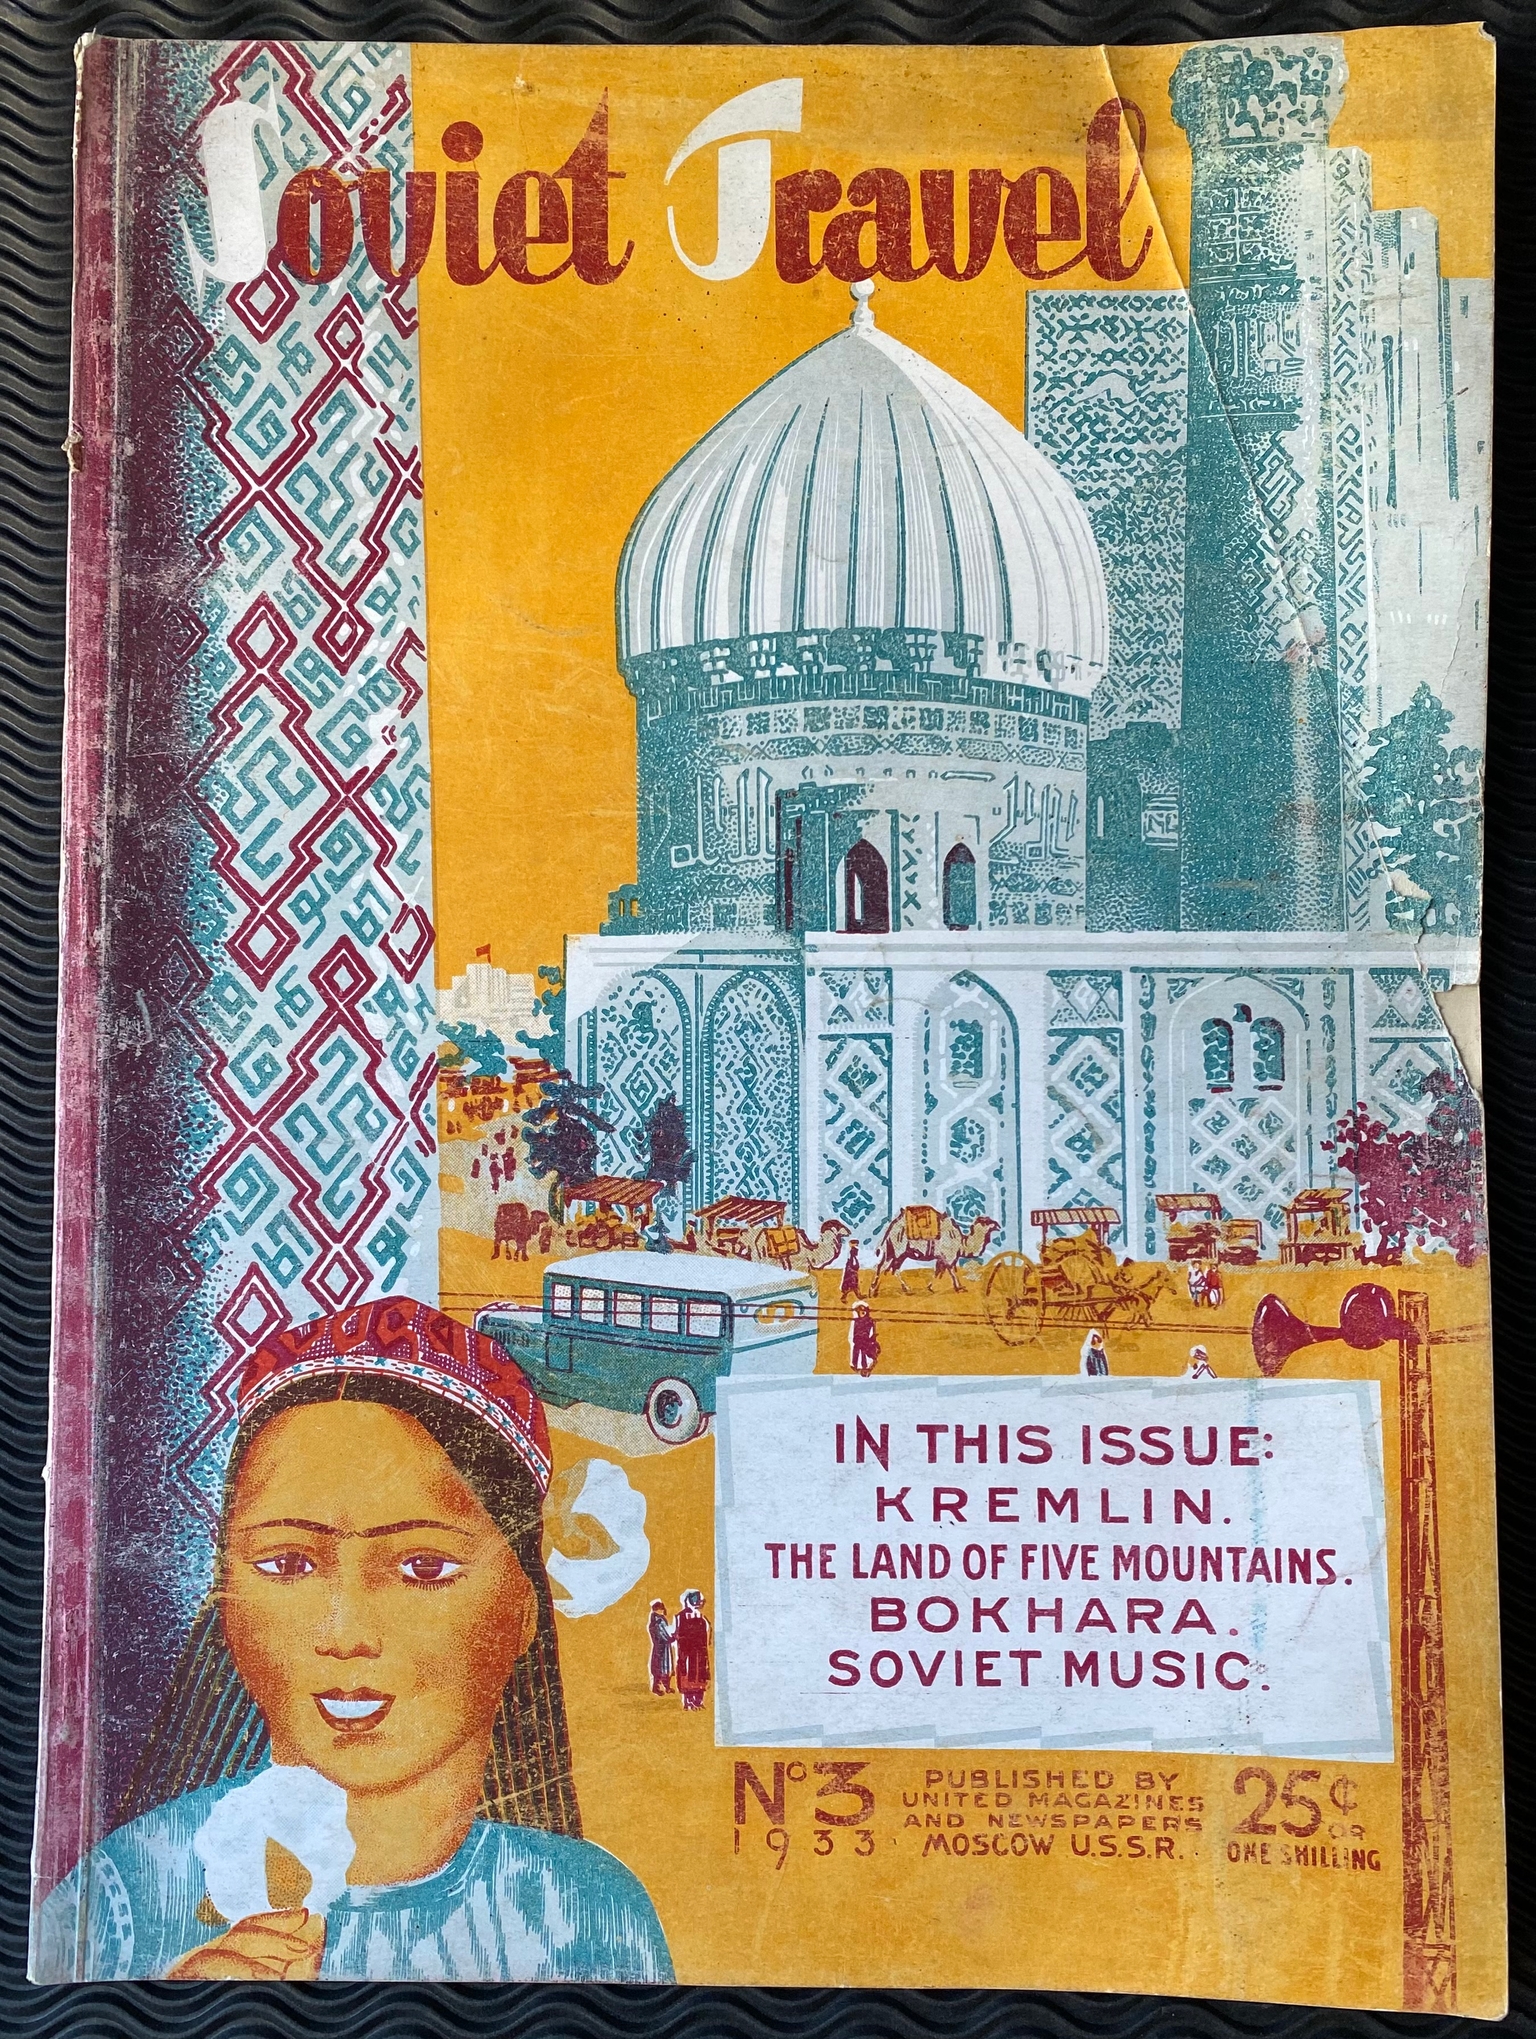 Soviet Travel
IN THIS ISSUE:
KREMLIN.
THE LAND OF FIVE MOUNTAINS.
BOKHARA.
SOVIET MUSIC.
Nº3
1933
PUBLISHED BY
UNITED MAGAZINES
AND NEWSPAPERS
MOSCOW U.S.S.R.
25¢
OR
ONE SHILLING